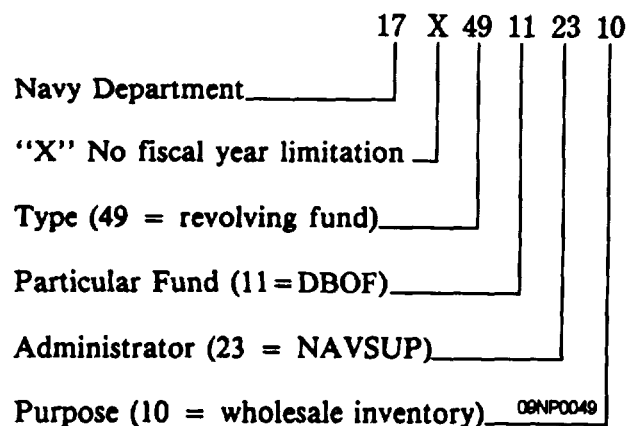 17 X 49 11 23 10
Navy Department
“X” No fiscal year limitation
Type (49 = revolving fund)
Particular Fund (11=DBOF)
Administrator (23 = NAVSUP)
Purpose (10 = wholesale inventory) 09NP0049